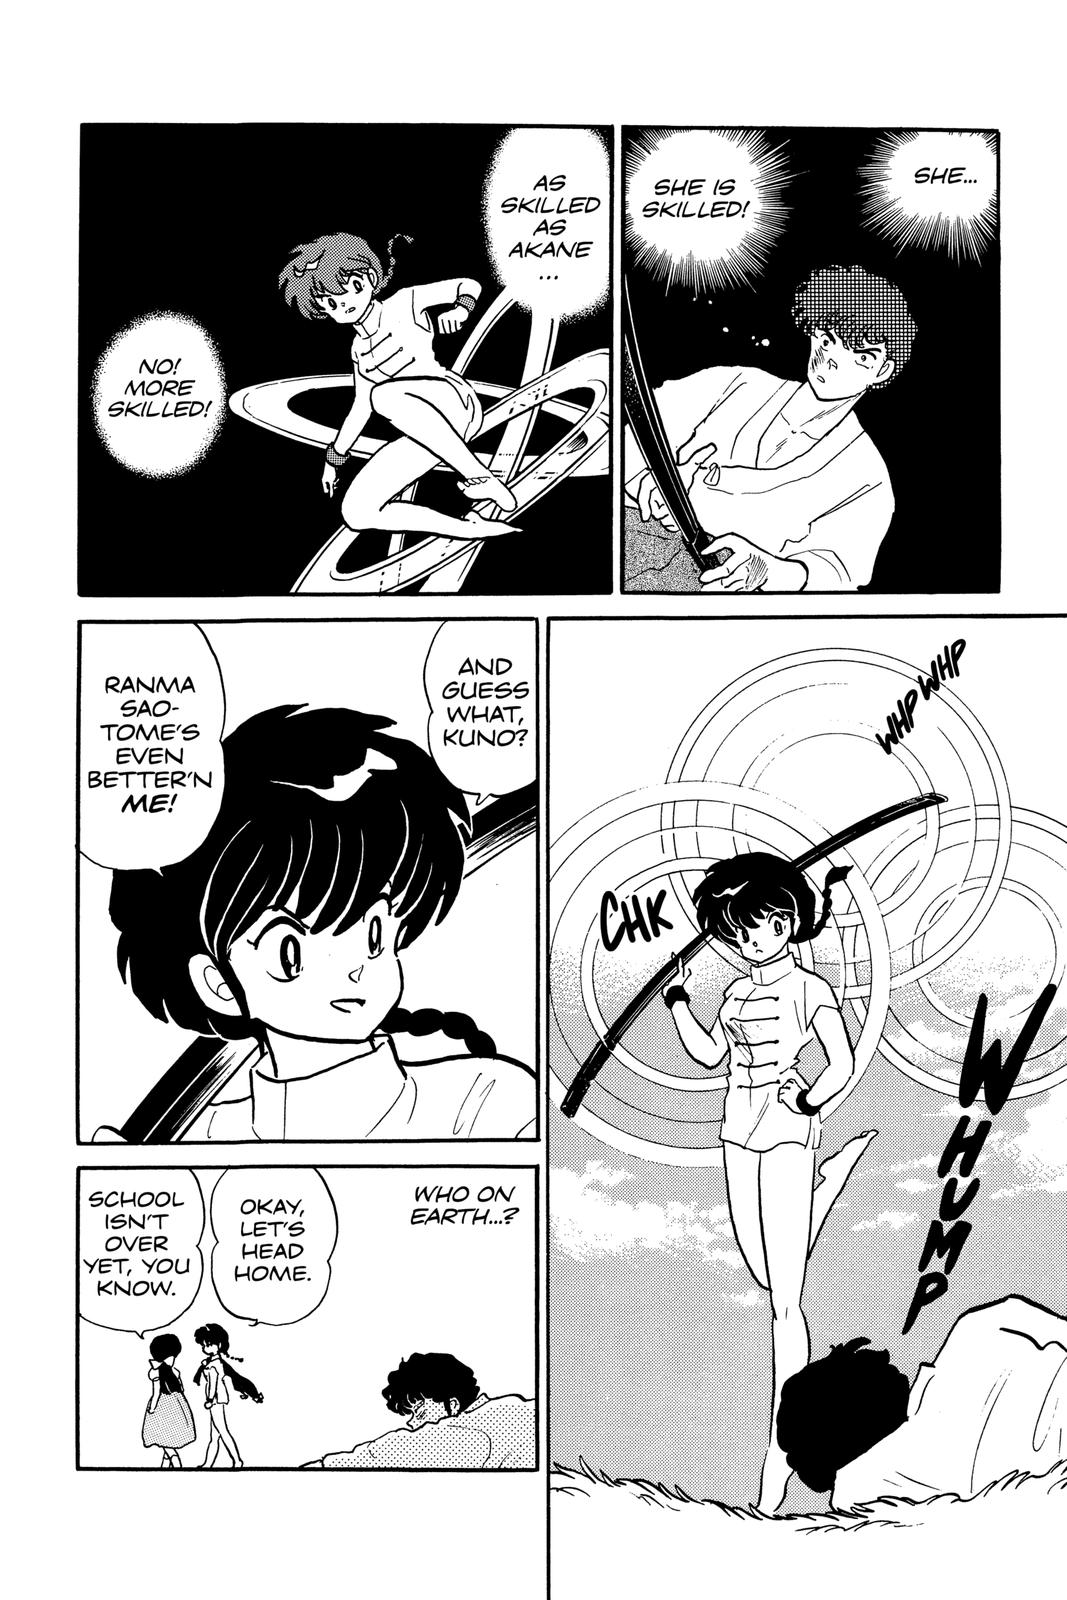 SHE...
SHE IS
SKILLED!
AS
SKILLED
AS
AKANE
...
NO!
MORE
SKILLED!
WHP WHP
CHK
WHUMP
AND
GUESS
WHAT,
KUNO?
RANMA
SAO-
TOME'S
EVEN
BETTER'N
ME!
WHO ON
EARTH...?
OKAY,
LET'S
HEAD
HOME.
SCHOOL
ISN'T
OVER
YET, YOU
KNOW.